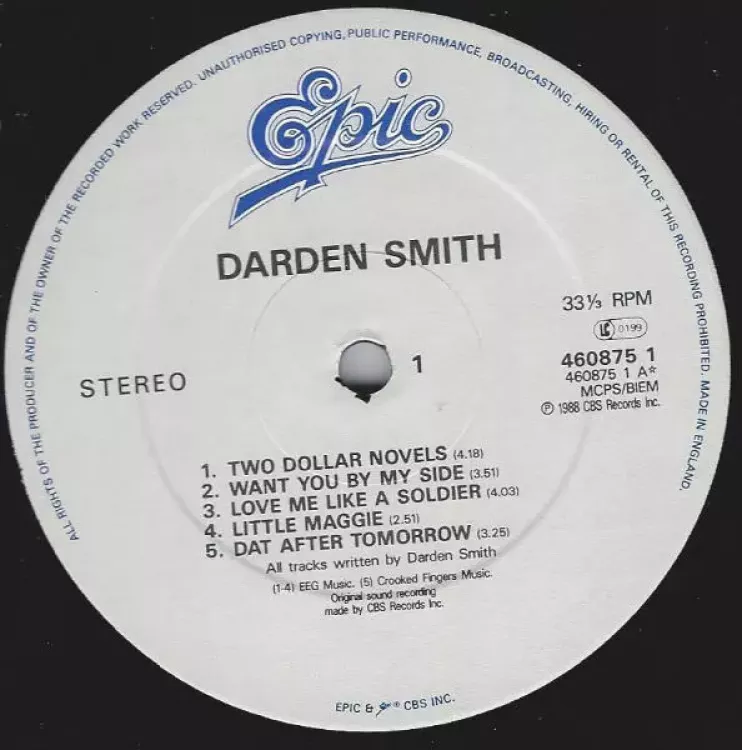 ALL RIGHTS OF THE PRODUCER AND OF THE OWNER OF THE RECORDED WORK RESERVED. UNAUTHORISED COPYING, PUBLIC PERFORMANCE, BROADCASTING, HIRING OR RENTAL OF THIS RECORDING PROHIBITED. MADE IN ENGLAND.
Epic
DARDEN SMITH
33⅓ RPM
LC 0199
STEREO
1
460875 1
460875 1 A*
MCPS/BIEM
℗ 1988 CBS Records Inc.
1. TWO DOLLAR NOVELS (4.18)
2. WANT YOU BY MY SIDE (3.51)
3. LOVE ME LIKE A SOLDIER (4.03)
4. LITTLE MAGGIE (2.51)
5. DAT AFTER TOMORROW (3.25)
All tracks written by Darden Smith
(1-4) EEG Music. (5) Crooked Fingers Music.
Original sound recording
made by CBS Records Inc.
EPIC & ® CBS INC.